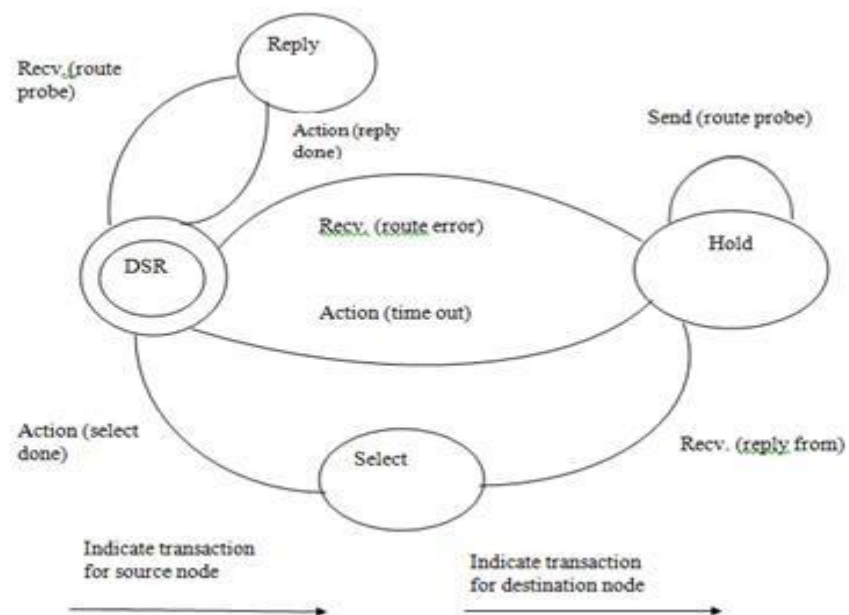 Reply
Recv.(route
probe)
Action (reply
done)
Send (route probe)
Recv. (route error)
Hold
DSR
Action (time out)
Action (select
done)
Select
Recv. (reply from)
Indicate transaction
for source node
Indicate transaction
for destination node